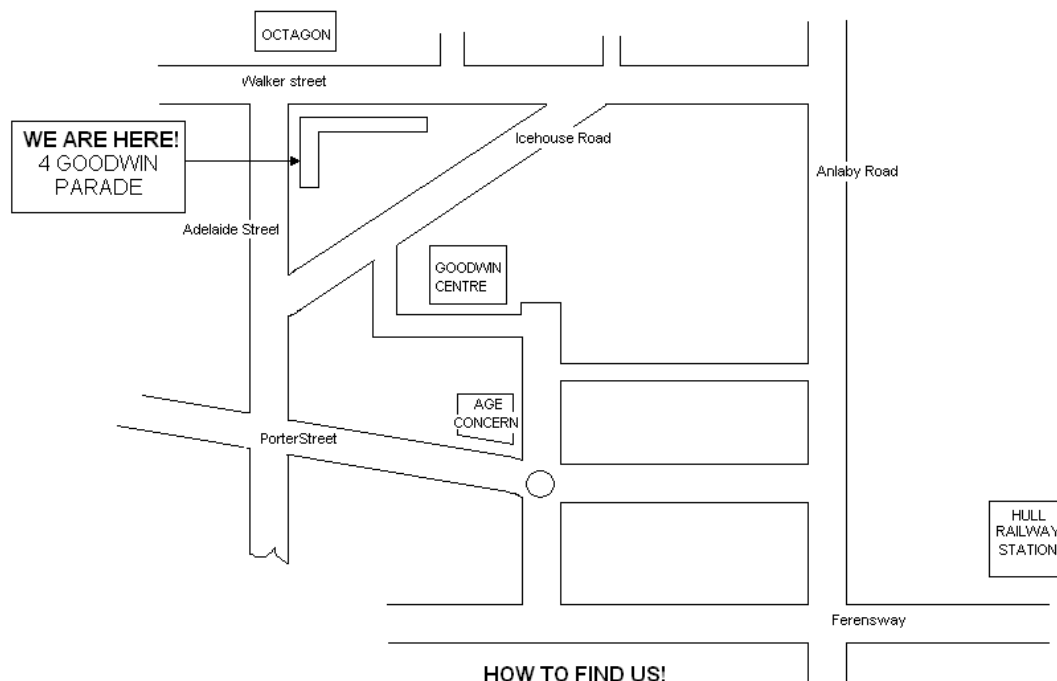 OCTAGON
Walker street
WE ARE HERE!
4 GOODWIN
PARADE
Icehouse Road
Anlaby Road
Adelaide Street
GOODWIN
CENTRE
AGE
CONCERN
PorterStreet
HULL
RAILWAY
STATION
Ferensway
HOW TO FIND US!